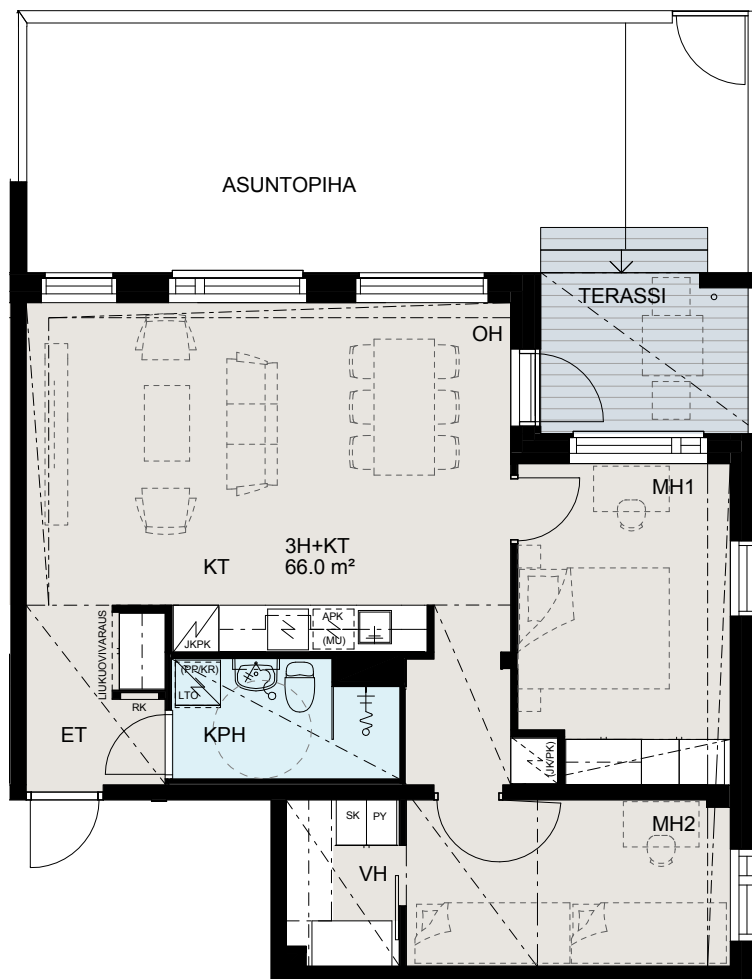 ASUNTOPIHA
TERASSI
OH
MH1
3H+KT
66.0 m²
KT
APK
(MU)
JKPK
LIUKUOVIVARAUS
(PP/KR)
LTO
RK
ET
KPH
(JK/PK)
MH2
SK
PY
VH